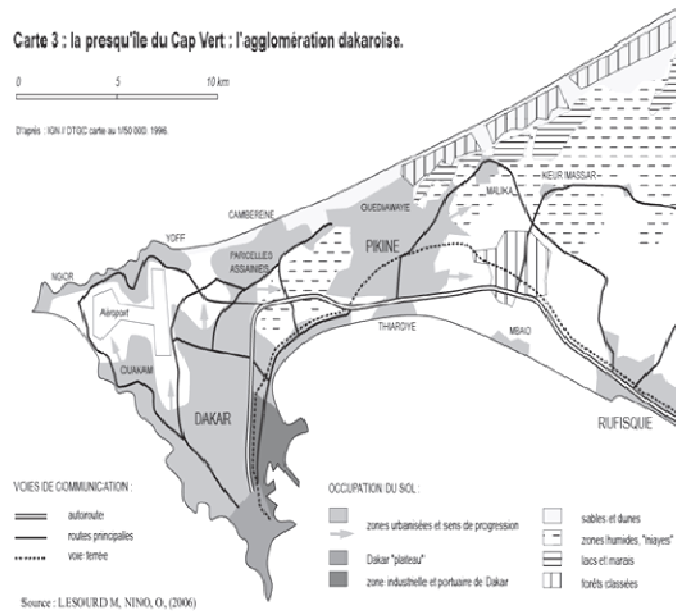 Carte 3 : la presqu'île du Cap Vert : l'agglomération dakaroise.
0 5 10 km
D'après : IGN / DTGC carte au 1/50 000, 1996.
KEUR MASSAR
MALIKA
GUEDIAWAYE
CAMBERENE
YOFF
PIKINE
PARCELLES
ASSAINIES
NGOR
Aéroport
THIAROYE
MBAO
OUAKAM
DAKAR
RUFISQUE
VOIES DE COMMUNICATION :
autoroute
routes principales
voie ferrée
OCCUPATION DU SOL :
zones urbanisées et sens de progression
Dakar "plateau"
zone industrielle et portuaire de Dakar
sables et dunes
zones humides, "niayes"
lacs et marais
forêts classées
Source : LESOURD M, NINO, O, (2006)